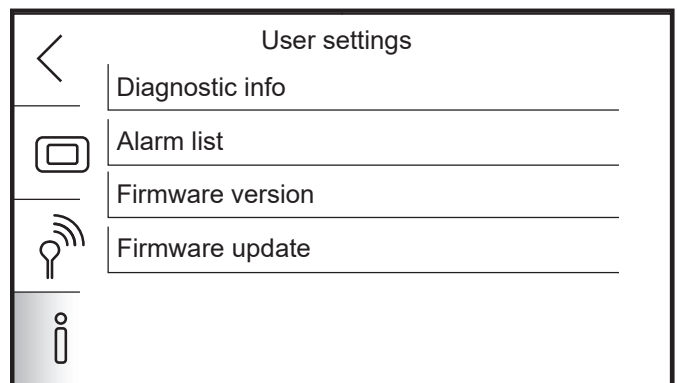 User settings
Diagnostic info
Alarm list
Firmware version
Firmware update